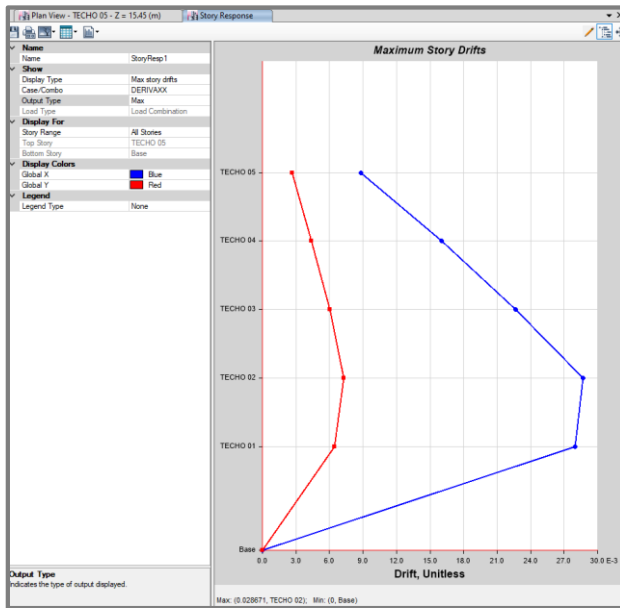 Plan View - TECHO 05 - Z = 15.45 (m)
Story Response
Name
Name StoryResp1
Show
Display Type Max story drifts
Case/Combo DERIVAXX
Output Type Max
Load Type Load Combination
Display For
Story Range All Stories
Top Story TECHO 05
Bottom Story Base
Display Colors
Global X Blue
Global Y Red
Legend
Legend Type None
Output Type
Indicates the type of output displayed.
Maximum Story Drifts
TECHO 05
TECHO 04
TECHO 03
TECHO 02
TECHO 01
Base
0.0 3.0 6.0 9.0 12.0 15.0 18.0 21.0 24.0 27.0 30.0 E-3
Drift, Unitless
Max: (0.028671, TECHO 02); Min: (0, Base)